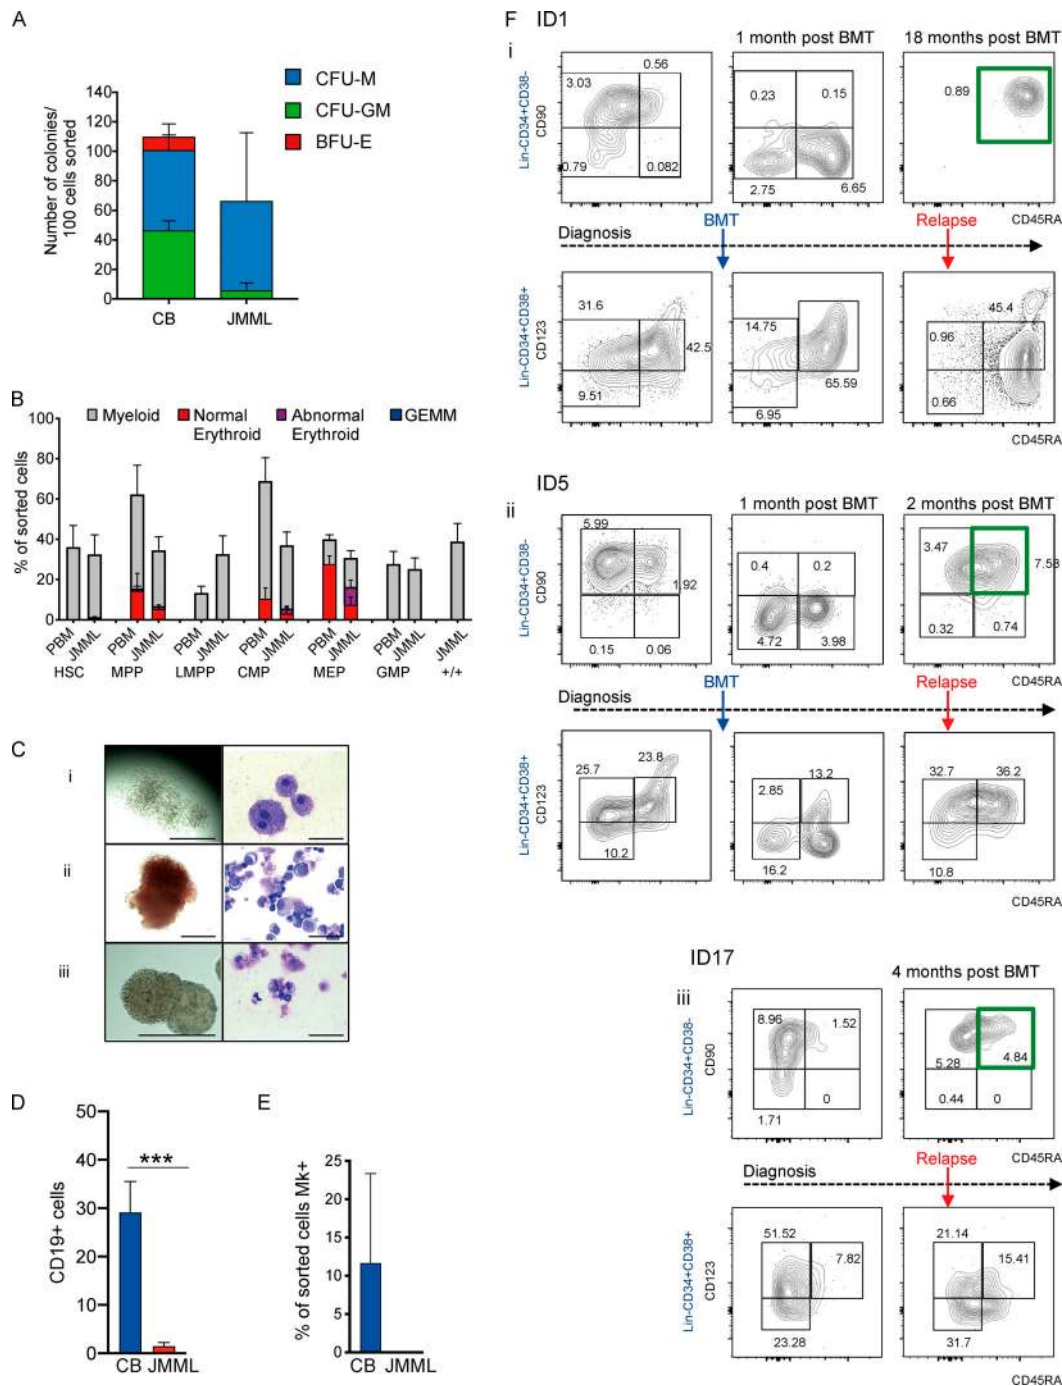 A
CFU-M
CFU-GM
BFU-E
Number of colonies/
100 cells sorted
140
120
100
80
60
40
20
0
CB
JMML
B
Myeloid
Normal
Erythroid
Abnormal
Erythroid
GEMM
% of sorted cells
100
80
60
40
20
0
PBM JMML PBM JMML PBM JMML PBM JMML PBM JMML PBM JMML JMML
HSC MPP LMPP CMP MEP GMP +/+
C
i
ii
iii
D
CD19+ cells
50
40
30
20
10
0
***
CB JMML
E
% of sorted cells Mk+
25
20
15
10
5
0
CB JMML
F ID1
i
1 month post BMT
18 months post BMT
Lin-CD34+CD38-
CD90
3.03
0.56
0.79
0.082
0.23
0.15
2.75
6.65
0.89
CD45RA
Diagnosis
BMT
Relapse
Lin-CD34+CD38+
CD123
31.6
42.5
9.51
14.75
65.59
6.95
45.4
0.96
0.66
CD45RA
ID5
ii
1 month post BMT
2 months post BMT
Lin-CD34+CD38-
CD90
5.99
1.92
0.15
0.06
0.4
0.2
4.72
3.98
3.47
7.58
0.32
0.74
CD45RA
Diagnosis
BMT
Relapse
Lin-CD34+CD38+
CD123
25.7
23.8
10.2
2.85
13.2
16.2
32.7
36.2
10.8
CD45RA
ID17
iii
4 months post BMT
Lin-CD34+CD38-
CD90
8.96
1.52
0
1.71
5.28
4.84
0.44
0
CD45RA
Diagnosis
Relapse
Lin-CD34+CD38+
CD123
51.52
7.82
23.28
21.14
15.41
31.7
CD45RA